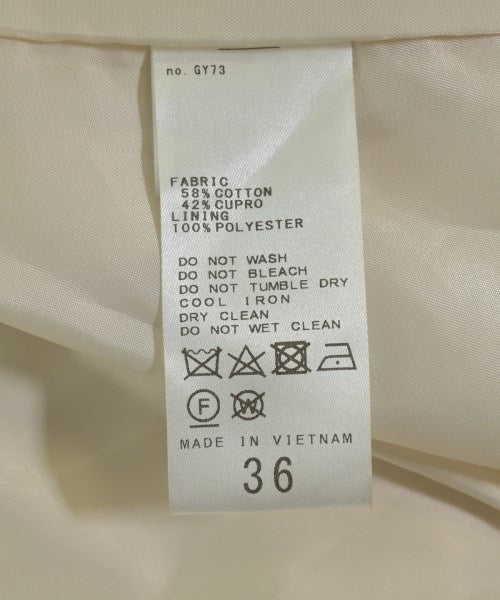 no. GY73
FABRIC
58% COTTON
42% CUPRO
LINING
100% POLYESTER
DO NOT WASH
DO NOT BLEACH
DO NOT TUMBLE DRY
COOL IRON
DRY CLEAN
DO NOT WET CLEAN
F W
MADE IN VIETNAM
36